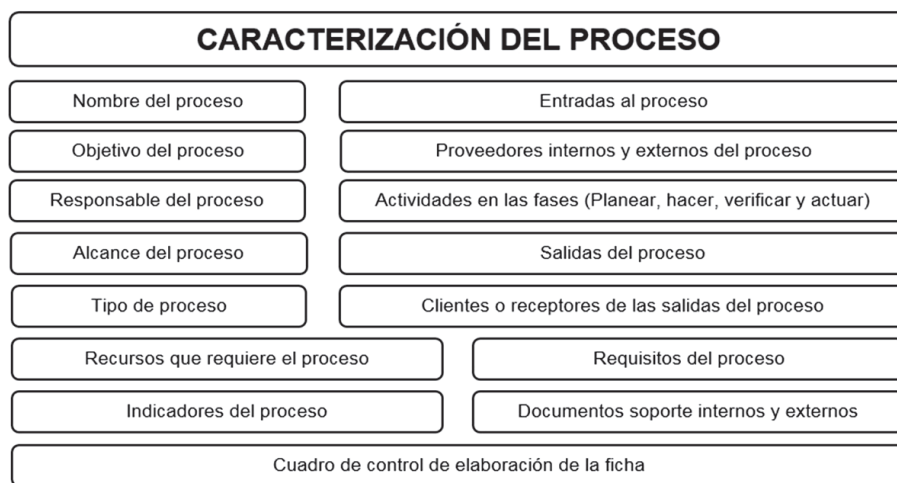 CARACTERIZACIÓN DEL PROCESO
Nombre del proceso
Entradas al proceso
Objetivo del proceso
Proveedores internos y externos del proceso
Responsable del proceso
Actividades en las fases (Planear, hacer, verificar y actuar)
Alcance del proceso
Salidas del proceso
Tipo de proceso
Clientes o receptores de las salidas del proceso
Recursos que requiere el proceso
Requisitos del proceso
Indicadores del proceso
Documentos soporte internos y externos
Cuadro de control de elaboración de la ficha